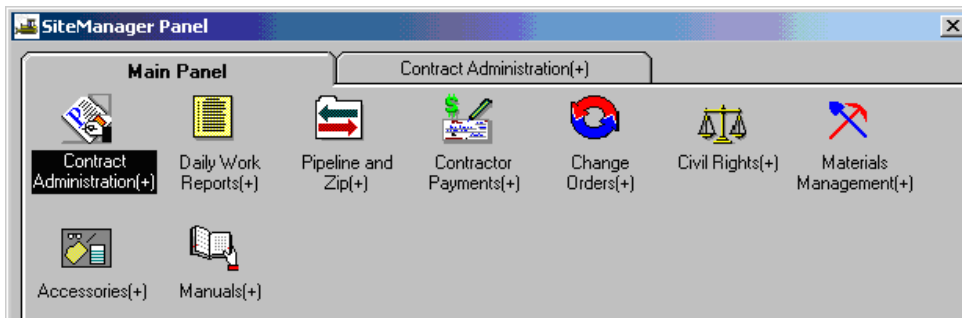 SiteManager Panel
Main Panel
Contract Administration(+)
Contract
Administration(+)
Daily Work
Reports(+)
Pipeline and
Zip(+)
Contractor
Payments(+)
Change
Orders(+)
Civil Rights(+)
Materials
Management(+)
Accessories(+)
Manuals(+)